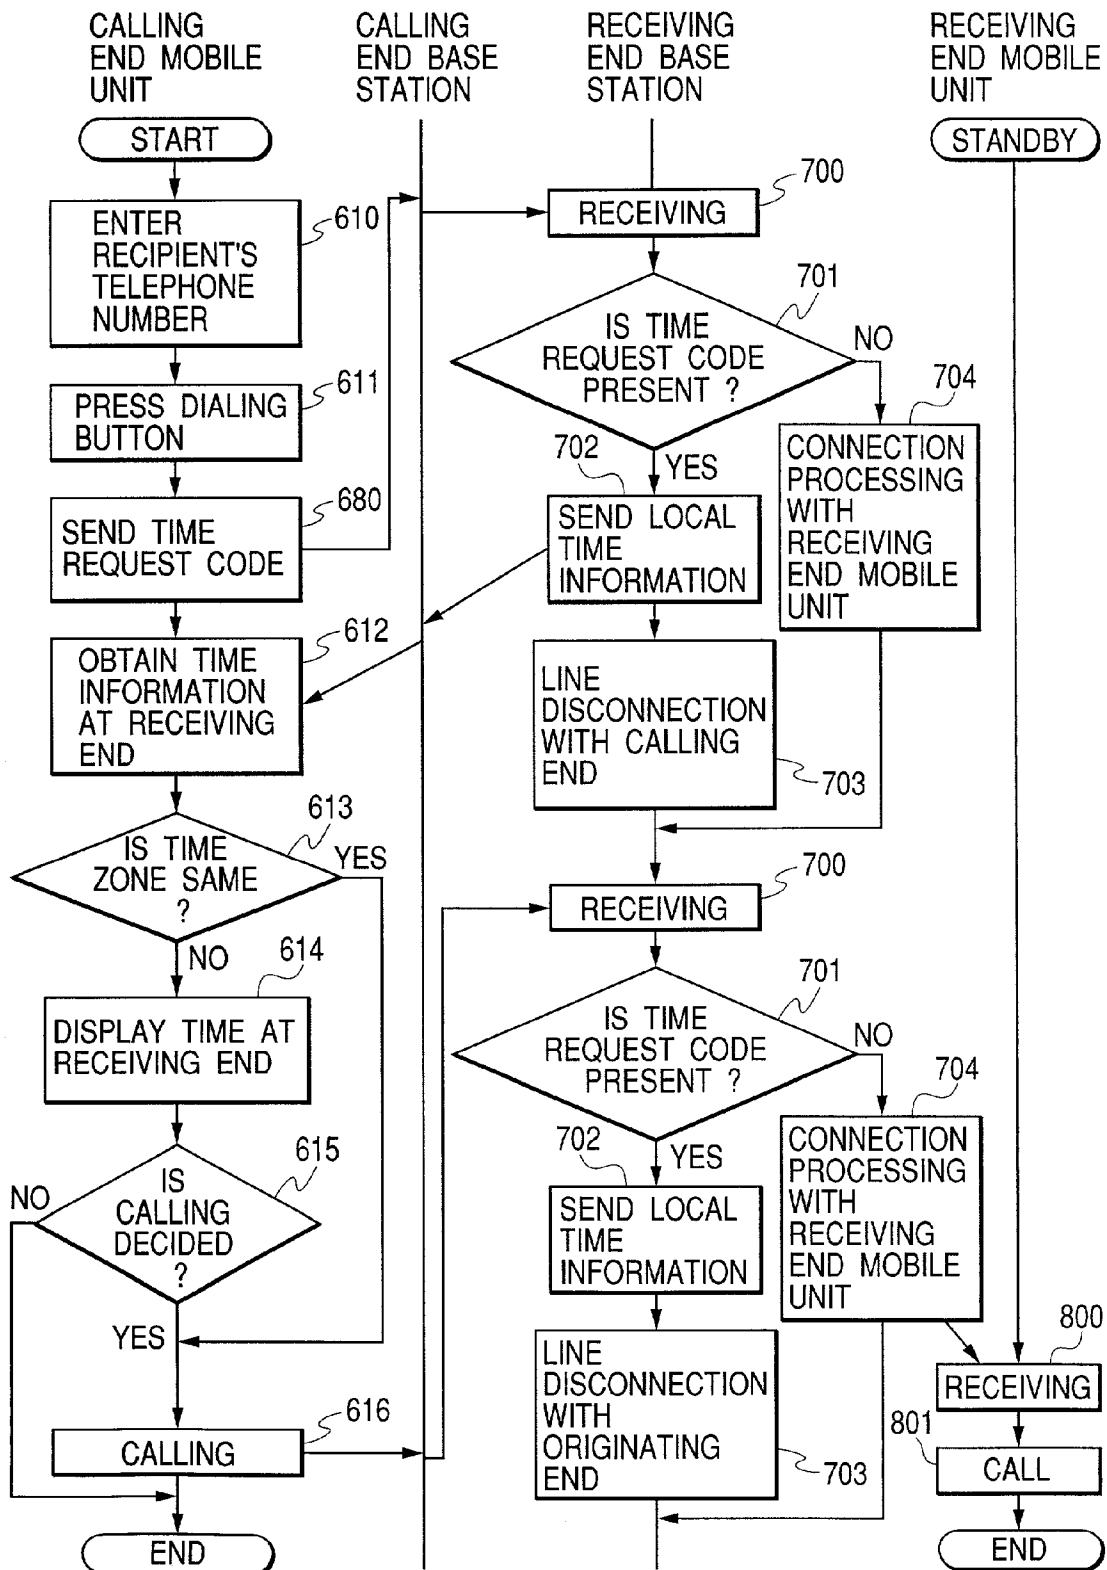 CALLING
END MOBILE
UNIT
CALLING
END BASE
STATION
RECEIVING
END BASE
STATION
RECEIVING
END MOBILE
UNIT
START
ENTER
RECIPIENT'S
TELEPHONE
NUMBER
610
PRESS DIALING
BUTTON
611
SEND TIME
REQUEST CODE
680
OBTAIN TIME
INFORMATION
AT RECEIVING
END
612
IS TIME
ZONE SAME
?
613
YES
NO
DISPLAY TIME AT
RECEIVING END
614
IS
CALLING
DECIDED
?
615
NO
YES
CALLING
616
END
RECEIVING
700
IS TIME
REQUEST CODE
PRESENT ?
701
NO
YES
SEND LOCAL
TIME
INFORMATION
702
CONNECTION
PROCESSING
WITH
RECEIVING
END MOBILE
UNIT
704
LINE
DISCONNECTION
WITH CALLING
END
703
RECEIVING
700
IS TIME
REQUEST CODE
PRESENT ?
701
NO
YES
SEND LOCAL
TIME
INFORMATION
702
CONNECTION
PROCESSING
WITH
RECEIVING
END MOBILE
UNIT
704
LINE
DISCONNECTION
WITH
ORIGINATING
END
703
STANDBY
RECEIVING
800
CALL
801
END